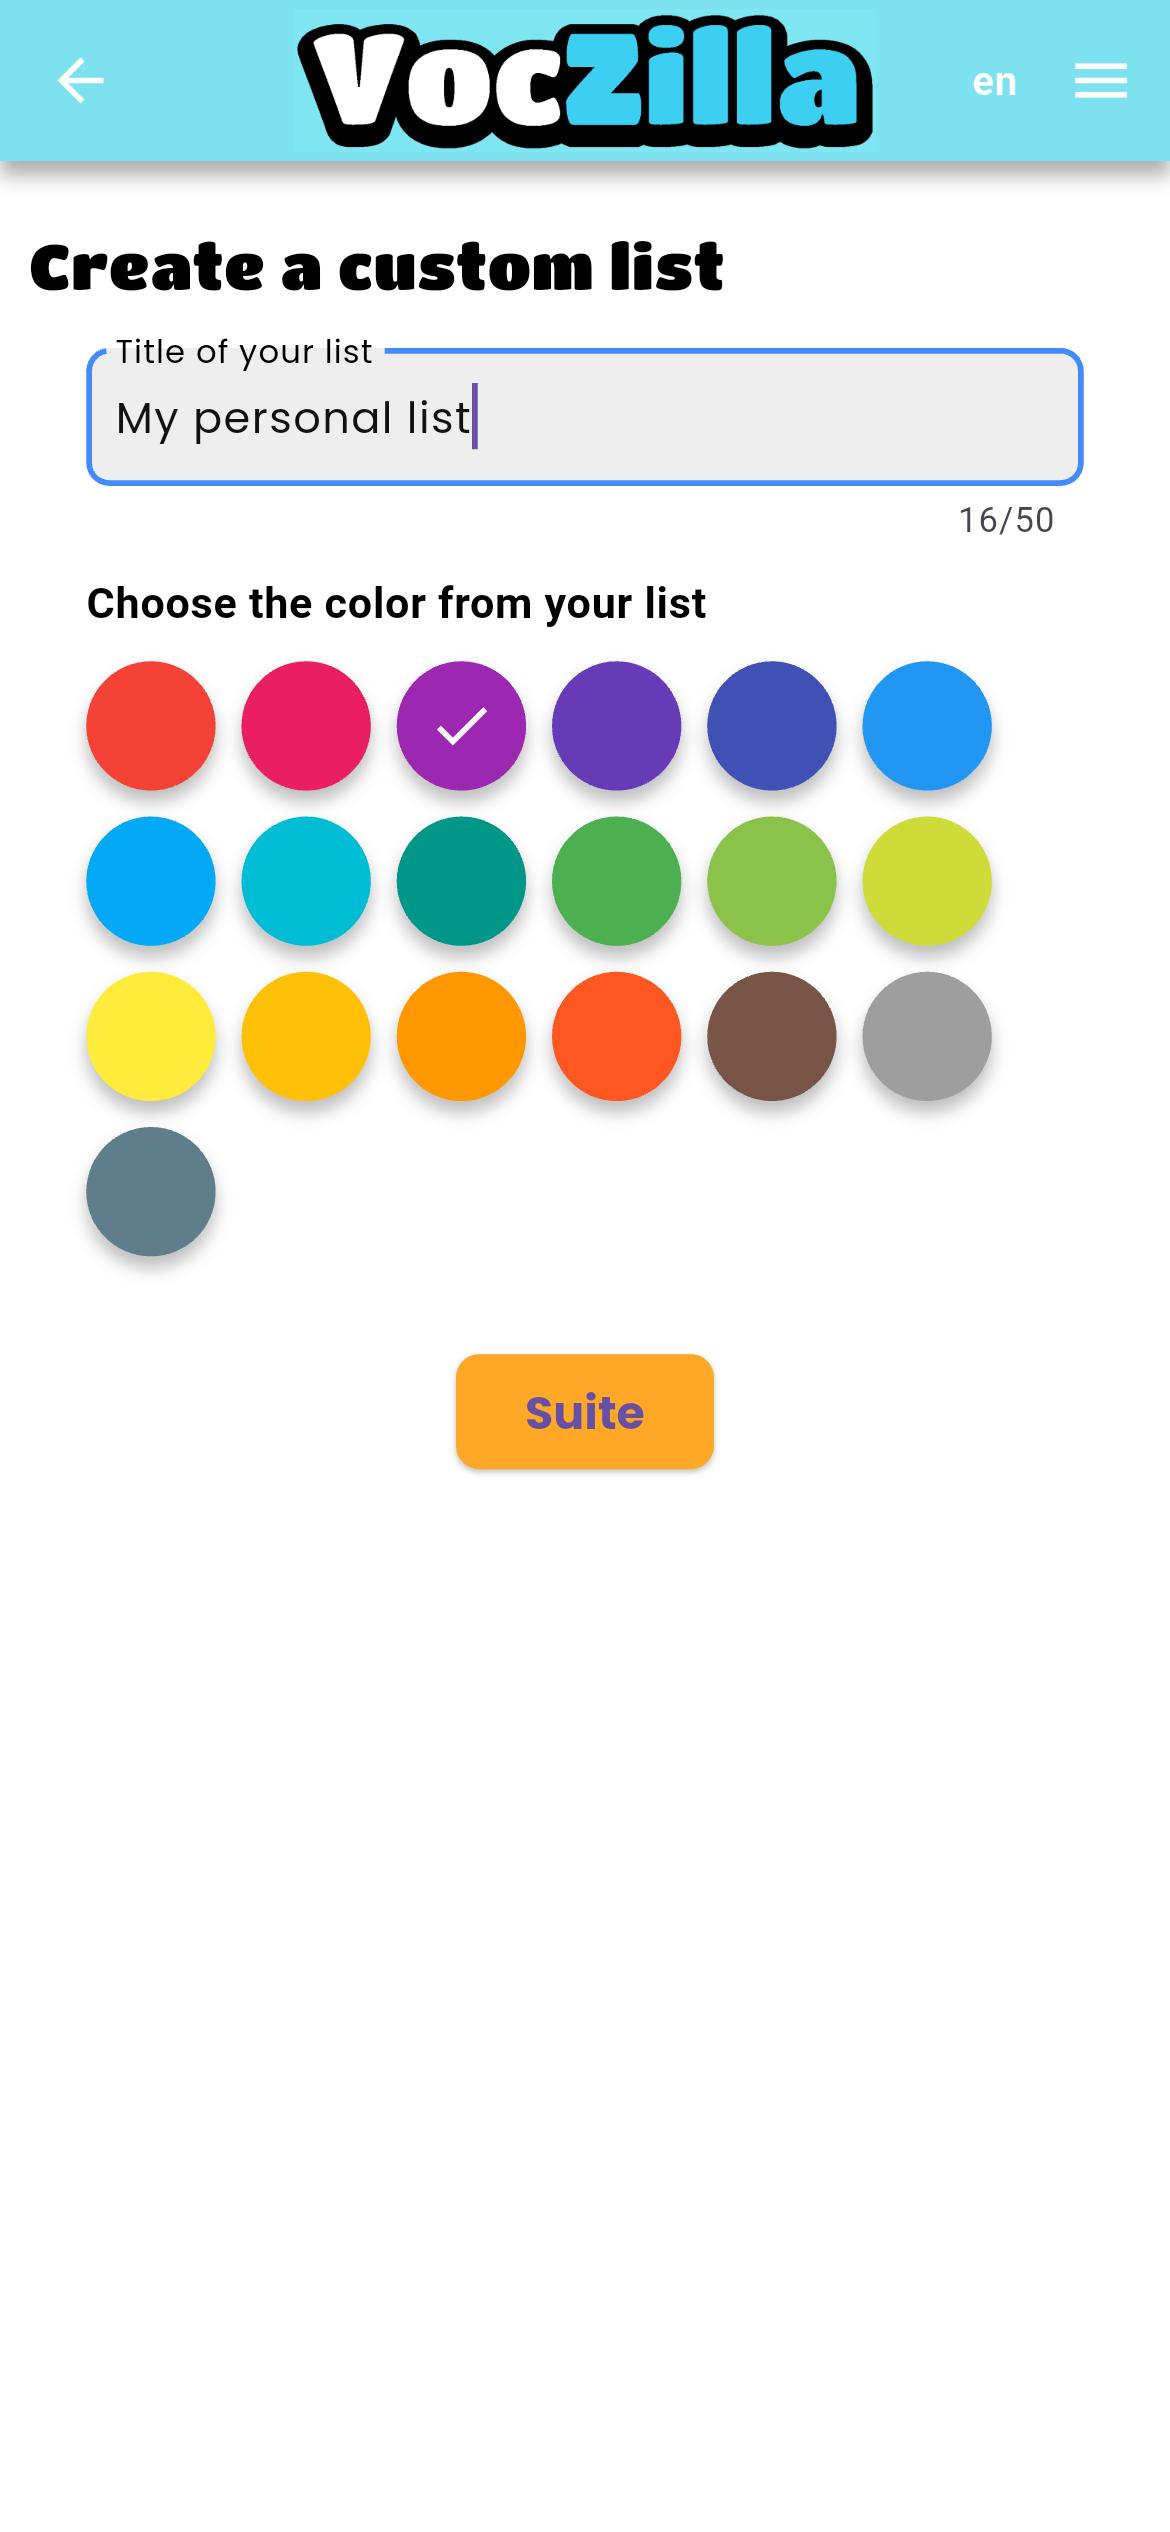 VocZilla
en
Create a custom list
Title of your list
My personal list
16/50
Choose the color from your list
Suite